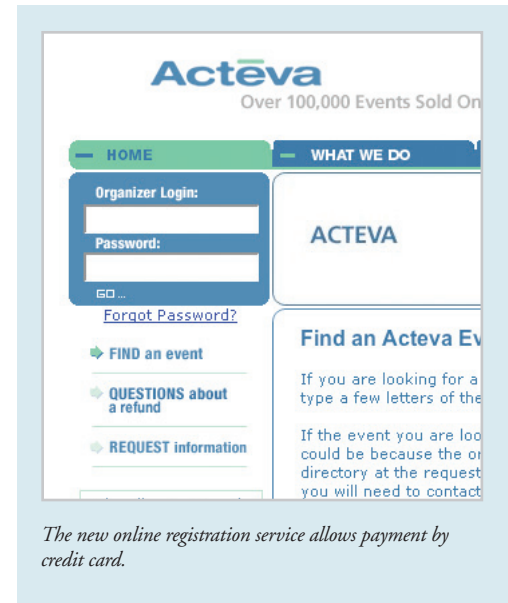 Actēva
Over 100,000 Events Sold On
HOME
WHAT WE DO
Organizer Login:
Password:
GO...
Forgot Password?
FIND an event
QUESTIONS about
a refund
REQUEST information
ACTEVA
Find an Acteva Ev
If you are looking for a
type a few letters of the
If the event you are loo
could be because the or
directory at the request
you will need to contact
The new online registration service allows payment by
credit card.